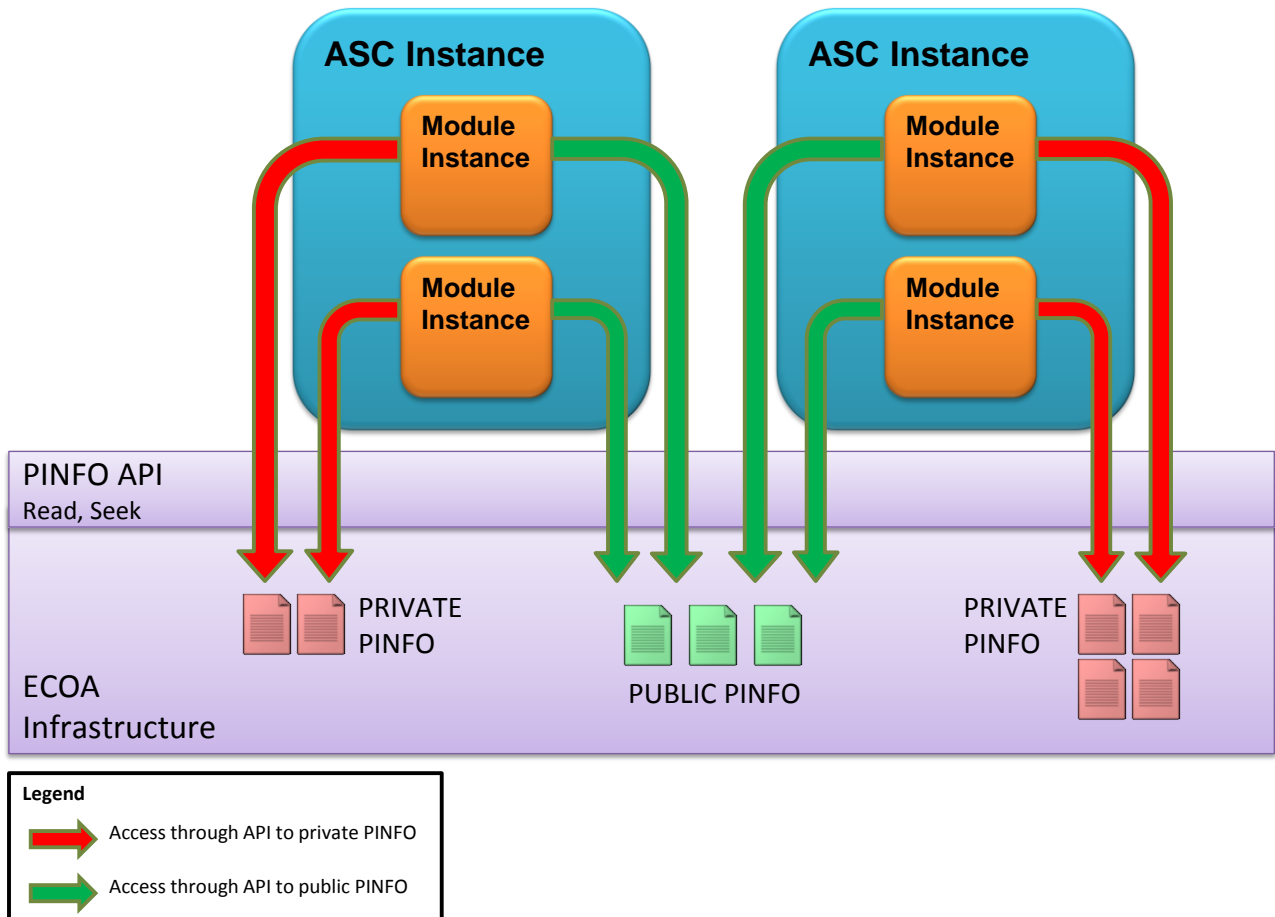 ASC Instance
Module
Instance
Module
Instance
ASC Instance
Module
Instance
Module
Instance
PINFO API
Read, Seek
PRIVATE
PINFO
PUBLIC PINFO
PRIVATE
PINFO
ECOA
Infrastructure
Legend
Access through API to private PINFO
Access through API to public PINFO